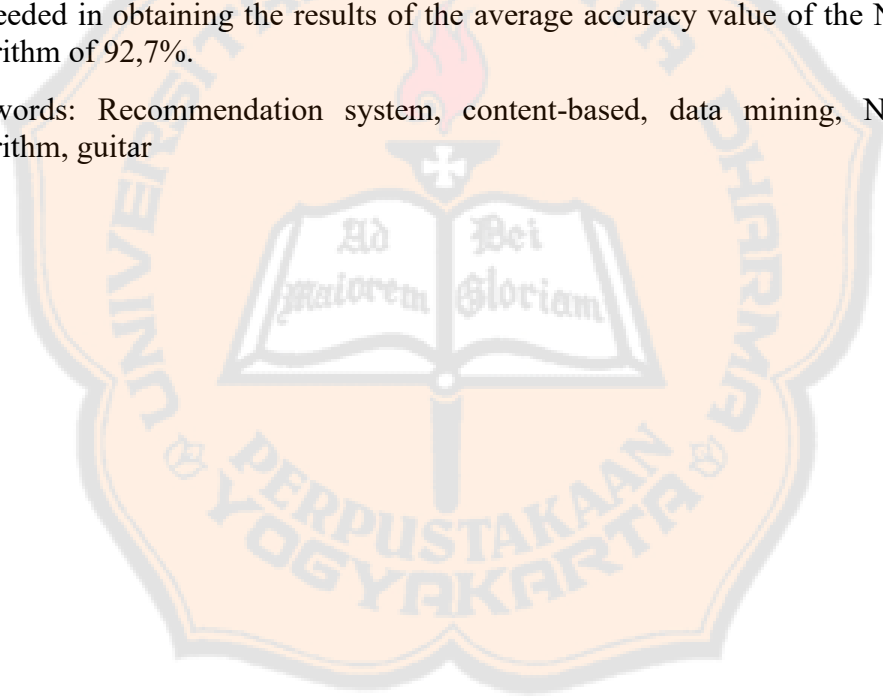 eeded in obtaining the results of the average accuracy value of the N
rithm of 92,7%.
words: Recommendation system, content-based, data mining, N
rithm, guitar
Ad Dei
maiorem Gloriam
DHARMA
PERPUSTAKAAN
YOGYAKARTA